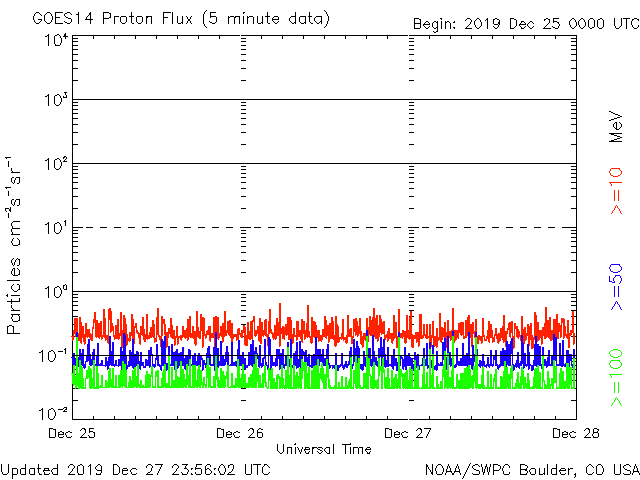 GOES14 Proton Flux (5 minute data)
Begin: 2019 Dec 25 0000 UTC
10⁴
10³
10²
10¹
10⁰
10⁻¹
10⁻²
Particles cm⁻²s⁻¹sr⁻¹
MeV
>=10
>=50
>=100
Dec 25 Dec 26 Dec 27 Dec 28
Universal Time
Updated 2019 Dec 27 23:56:02 UTC
NOAA/SWPC Boulder, CO USA